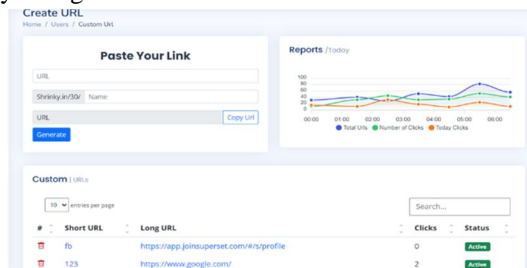 Create URL
Home / Users / Custom Url
Paste Your Link
URL
Shrinky.in/30/ Name
URL Copy Url
Generate
Reports /Today
100
80
60
40
20
0
00:00 01:00 02:00 03:00 04:00 05:00 06:00
Total Urls Number of Clicks Today Clicks
Custom | URLs
10 entries per page
Search...
# Short URL Long URL Clicks Status
fb https://app.joinsuperset.com/#/s/profile 0 Active
123 https://www.google.com/ 2 Active